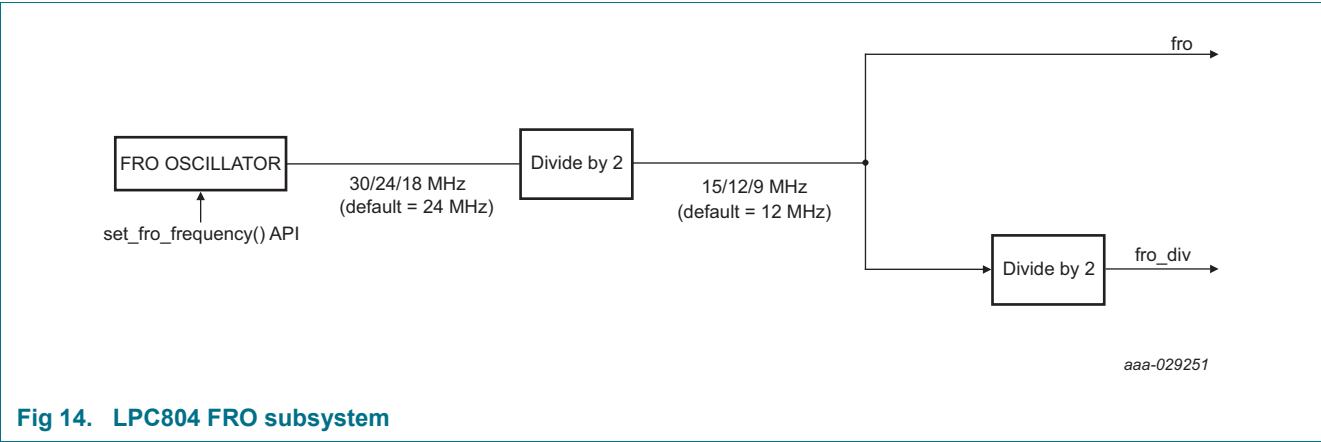 fro
FRO OSCILLATOR
Divide by 2
30/24/18 MHz
(default = 24 MHz)
15/12/9 MHz
(default = 12 MHz)
set_fro_frequency() API
Divide by 2
fro_div
aaa-029251
Fig 14. LPC804 FRO subsystem